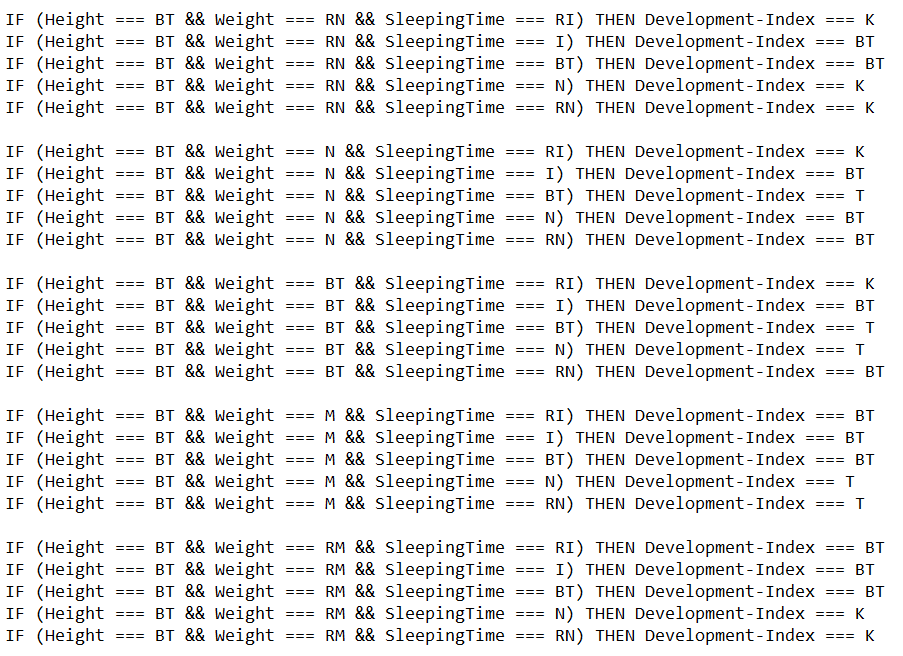 IF (Height === BT && Weight === RN && SleepingTime === RI) THEN Development-Index === K
IF (Height === BT && Weight === RN && SleepingTime === I) THEN Development-Index === BT
IF (Height === BT && Weight === RN && SleepingTime === BT) THEN Development-Index === BT
IF (Height === BT && Weight === RN && SleepingTime === N) THEN Development-Index === K
IF (Height === BT && Weight === RN && SleepingTime === RN) THEN Development-Index === K

IF (Height === BT && Weight === N && SleepingTime === RI) THEN Development-Index === K
IF (Height === BT && Weight === N && SleepingTime === I) THEN Development-Index === BT
IF (Height === BT && Weight === N && SleepingTime === BT) THEN Development-Index === T
IF (Height === BT && Weight === N && SleepingTime === N) THEN Development-Index === BT
IF (Height === BT && Weight === N && SleepingTime === RN) THEN Development-Index === BT

IF (Height === BT && Weight === BT && SleepingTime === RI) THEN Development-Index === K
IF (Height === BT && Weight === BT && SleepingTime === I) THEN Development-Index === BT
IF (Height === BT && Weight === BT && SleepingTime === BT) THEN Development-Index === T
IF (Height === BT && Weight === BT && SleepingTime === N) THEN Development-Index === T
IF (Height === BT && Weight === BT && SleepingTime === RN) THEN Development-Index === BT

IF (Height === BT && Weight === M && SleepingTime === RI) THEN Development-Index === BT
IF (Height === BT && Weight === M && SleepingTime === I) THEN Development-Index === BT
IF (Height === BT && Weight === M && SleepingTime === BT) THEN Development-Index === BT
IF (Height === BT && Weight === M && SleepingTime === N) THEN Development-Index === T
IF (Height === BT && Weight === M && SleepingTime === RN) THEN Development-Index === T

IF (Height === BT && Weight === RM && SleepingTime === RI) THEN Development-Index === BT
IF (Height === BT && Weight === RM && SleepingTime === I) THEN Development-Index === BT
IF (Height === BT && Weight === RM && SleepingTime === BT) THEN Development-Index === BT
IF (Height === BT && Weight === RM && SleepingTime === N) THEN Development-Index === K
IF (Height === BT && Weight === RM && SleepingTime === RN) THEN Development-Index === K